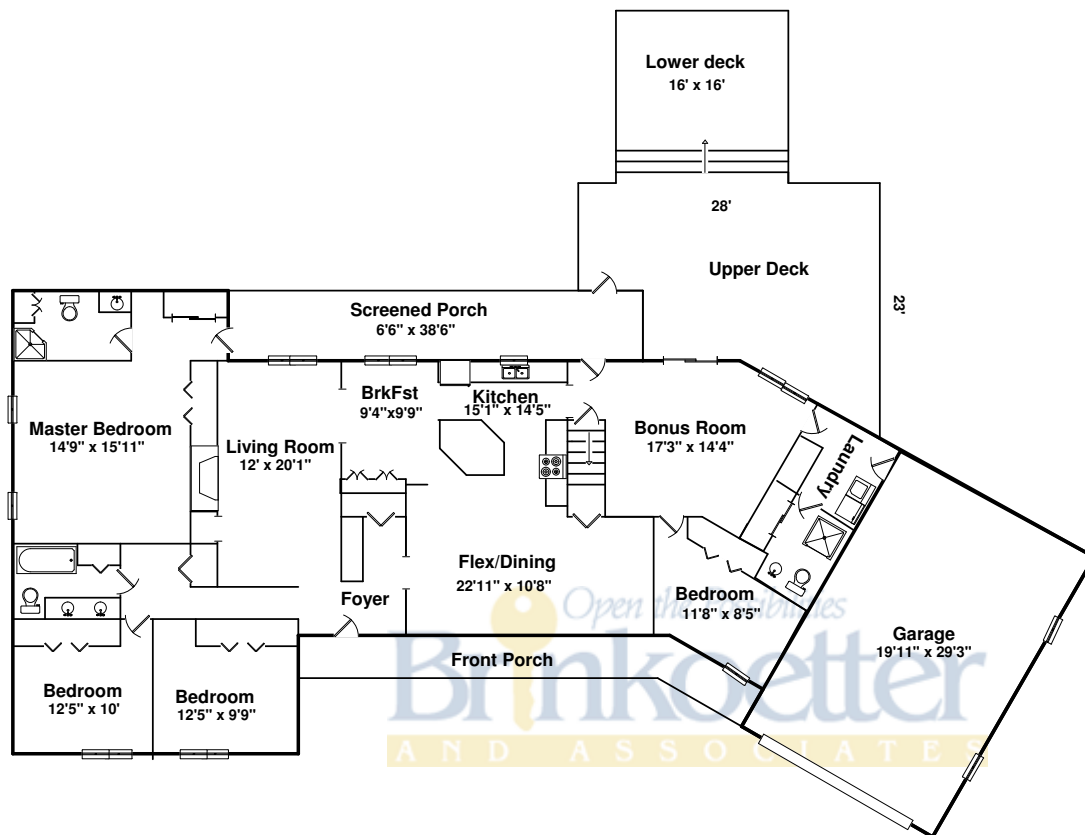 Lower deck
16' x 16'
28'
Upper Deck
23'
Screened Porch
6'6" x 38'6"
BrkFst
9'4"x9'9"
Kitchen
15'1" x 14'5"
Master Bedroom
14'9" x 15'11"
Living Room
12' x 20'1"
Bonus Room
17'3" x 14'4"
Laundry
Flex/Dining
22'11" x 10'8"
Foyer
Bedroom
11'8" x 8'5"
Garage
19'11" x 29'3"
Front Porch
Bedroom
12'5" x 10'
Bedroom
12'5" x 9'9"
Open the Possibilities
Brinkoetter
AND ASSOCIATES